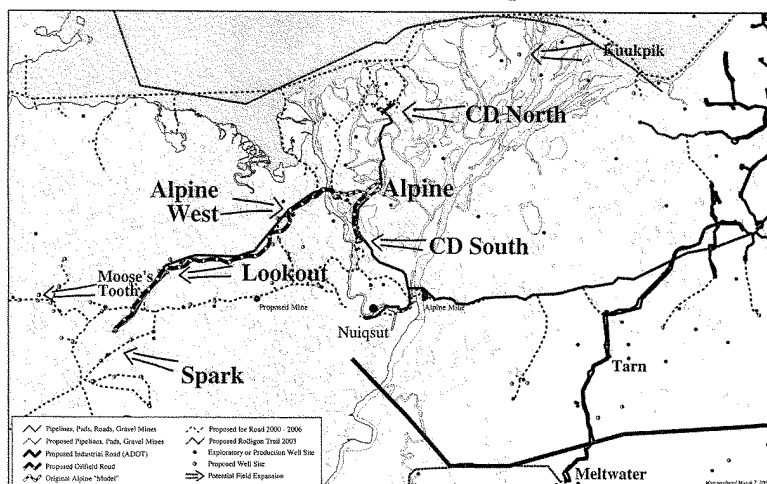 Kuukpik
CD North
Alpine
West
Alpine
CD South
Moose's
Tooth
Lookout
Proposed Mine
Alpine Mine
Nuiqsut
Tarn
Spark
Meltwater
Pipelines, Pads, Roads, Gravel Mines
Proposed Pipelines, Pads, Gravel Mines
Proposed Industrial Road (ADOT)
Proposed Oilfield Road
Original Alpine "Model"
Proposed Ice Road 2000 - 2006
Proposed Rolligon Trail 2003
Exploratory or Production Well Site
Proposed Well Site
Potential Field Expansion